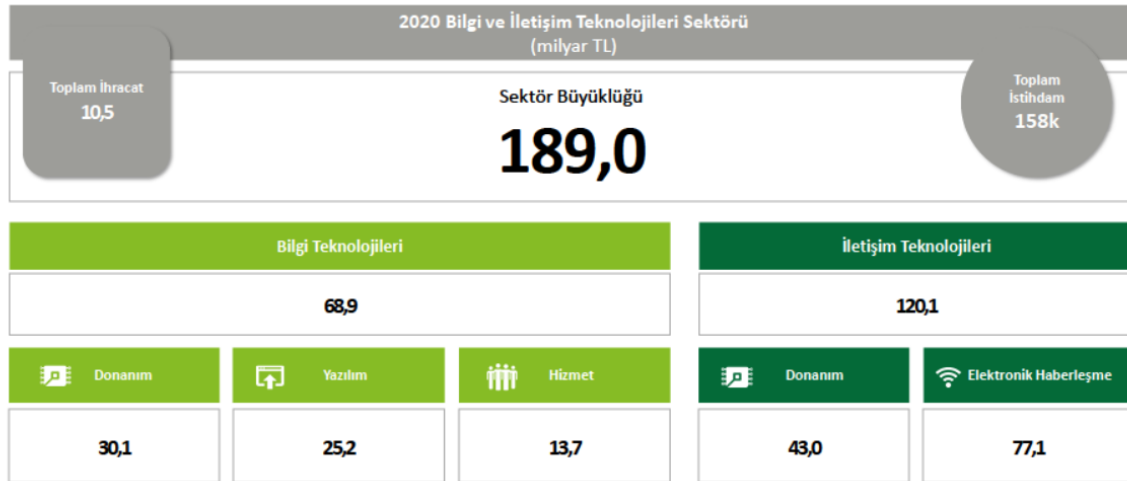 2020 Bilgi ve İletişim Teknolojileri Sektörü
(milyar TL)
Toplam İhracat
10,5
Sektör Büyüklüğü
189,0
Toplam
İstihdam
158k
Bilgi Teknolojileri
İletişim Teknolojileri
68,9
120,1
Donanım
Yazılım
Hizmet
Donanım
Elektronik Haberleşme
30,1
25,2
13,7
43,0
77,1